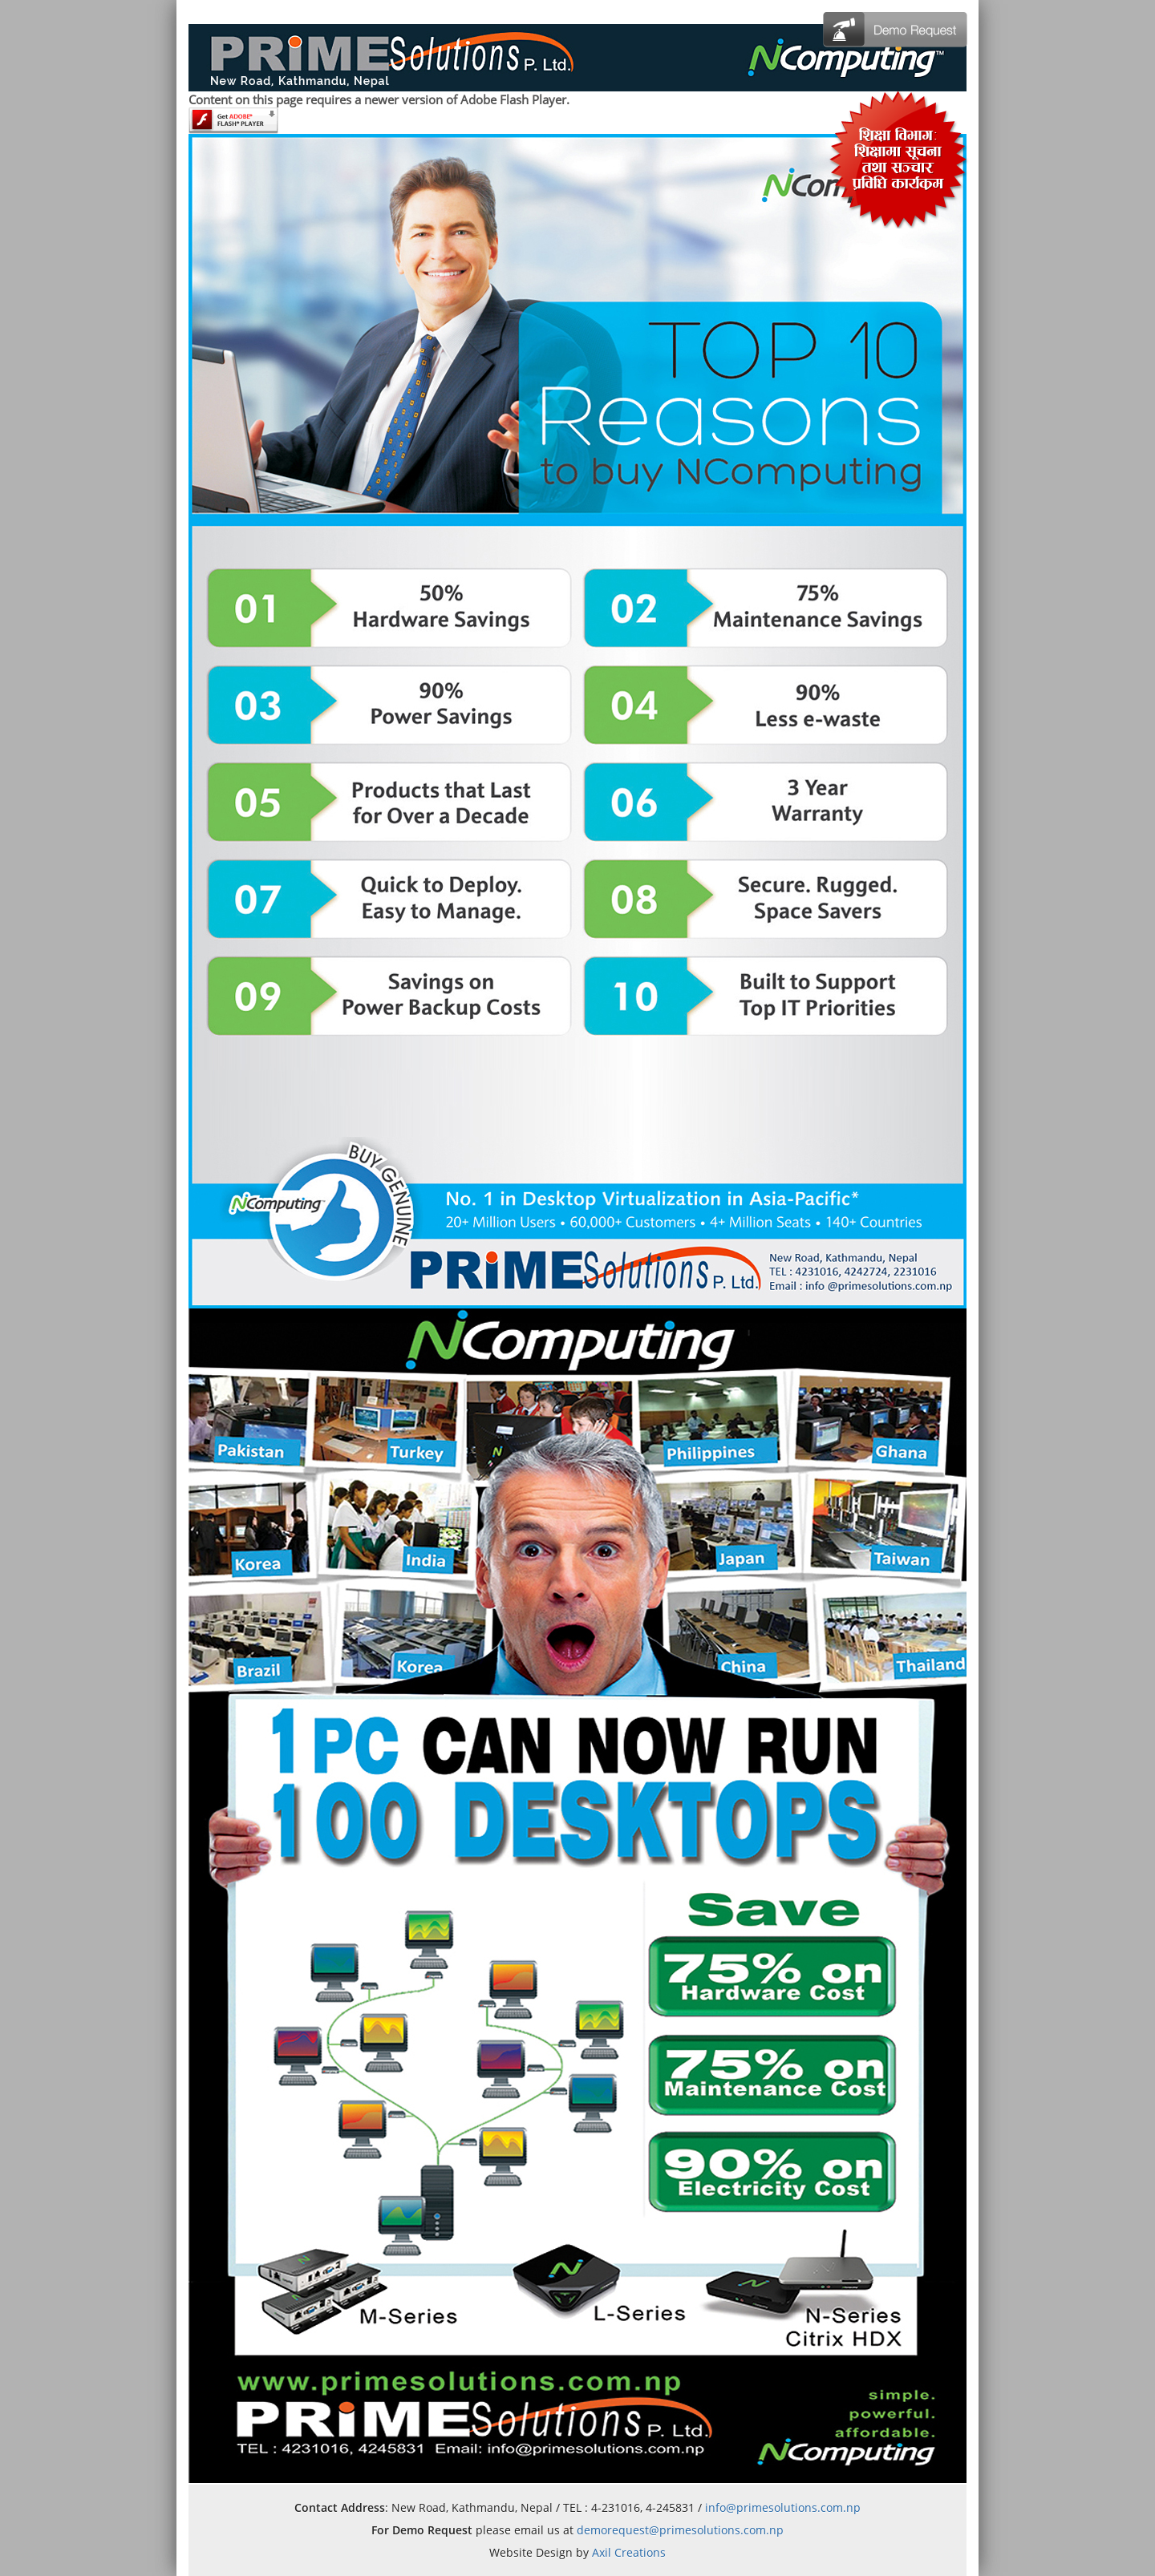 Demo Request
PRiME Solutions P. Ltd.
New Road, Kathmandu, Nepal
NComputing™
Content on this page requires a newer version of Adobe Flash Player.
Get ADOBE®
FLASH® PLAYER
शिक्षा विभाग:
शिक्षामा सूचना
तथा सञ्चार
प्रविधि कार्यक्रम
NCom
TOP 10
Reasons
to buy NComputing
01
50%
Hardware Savings
02
75%
Maintenance Savings
03
90%
Power Savings
04
90%
Less e-waste
05
Products that Last
for Over a Decade
06
3 Year
Warranty
07
Quick to Deploy.
Easy to Manage.
08
Secure. Rugged.
Space Savers
09
Savings on
Power Backup Costs
10
Built to Support
Top IT Priorities
BUY GENUINE
NComputing™
No. 1 in Desktop Virtualization in Asia-Pacific*
20+ Million Users • 60,000+ Customers • 4+ Million Seats • 140+ Countries
PRiME Solutions P. Ltd.
New Road, Kathmandu, Nepal
TEL : 4231016, 4242724, 2231016
Email : info @primesolutions.com.np
NComputing
Pakistan
Turkey
Philippines
Ghana
Korea
India
Japan
Taiwan
Brazil
Korea
China
Thailand
1 PC CAN NOW RUN
100 DESKTOPS
Save
75% on
Hardware Cost
75% on
Maintenance Cost
90% on
Electricity Cost
M-Series
L-Series
N-Series
Citrix HDX
www.primesolutions.com.np
PRiME Solutions P. Ltd.
TEL : 4231016, 4245831 Email: info@primesolutions.com.np
simple.
powerful.
affordable.
NComputing
Contact Address: New Road, Kathmandu, Nepal / TEL : 4-231016, 4-245831 / info@primesolutions.com.np
For Demo Request please email us at demorequest@primesolutions.com.np
Website Design by Axil Creations